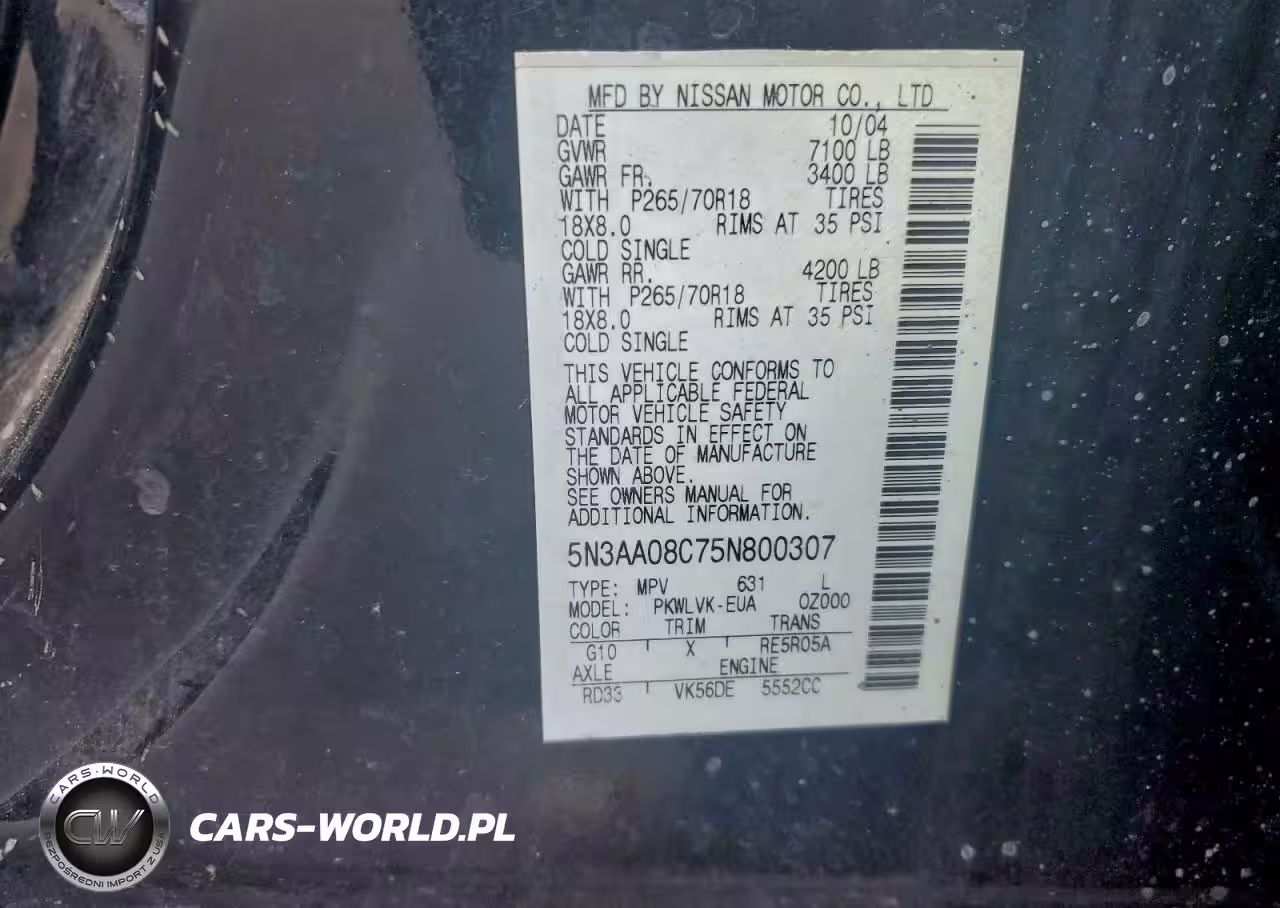 MFD BY NISSAN MOTOR CO., LTD
DATE 10/04
GVWR 7100 LB
GAWR FR. 3400 LB
WITH P265/70R18 TIRES
18X8.0 RIMS AT 35 PSI
COLD SINGLE
GAWR RR. 4200 LB
WITH P265/70R18 TIRES
18X8.0 RIMS AT 35 PSI
COLD SINGLE
THIS VEHICLE CONFORMS TO
ALL APPLICABLE FEDERAL
MOTOR VEHICLE SAFETY
STANDARDS IN EFFECT ON
THE DATE OF MANUFACTURE
SHOWN ABOVE.
SEE OWNERS MANUAL FOR
ADDITIONAL INFORMATION.
5N3AA08C75N800307
TYPE: MPV 631 L
MODEL: PKWLVK-EUA 0Z000
COLOR TRIM TRANS
G10 X RE5R05A
AXLE ENGINE
RD33 VK56DE 5552CC
CARS-WORLD
CW
BEZPOŚREDNI IMPORT Z USA
CARS-WORLD.PL